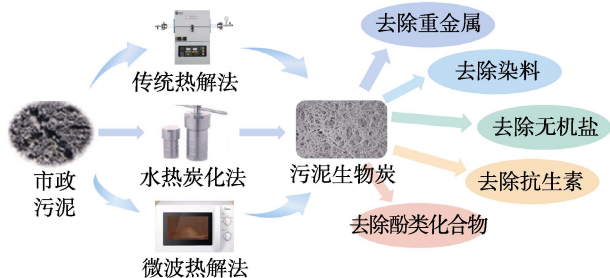 去除重金属
传统热解法
去除染料
市政
污泥
水热炭化法
污泥生物炭
去除无机盐
去除抗生素
去除酚类化合物
微波热解法